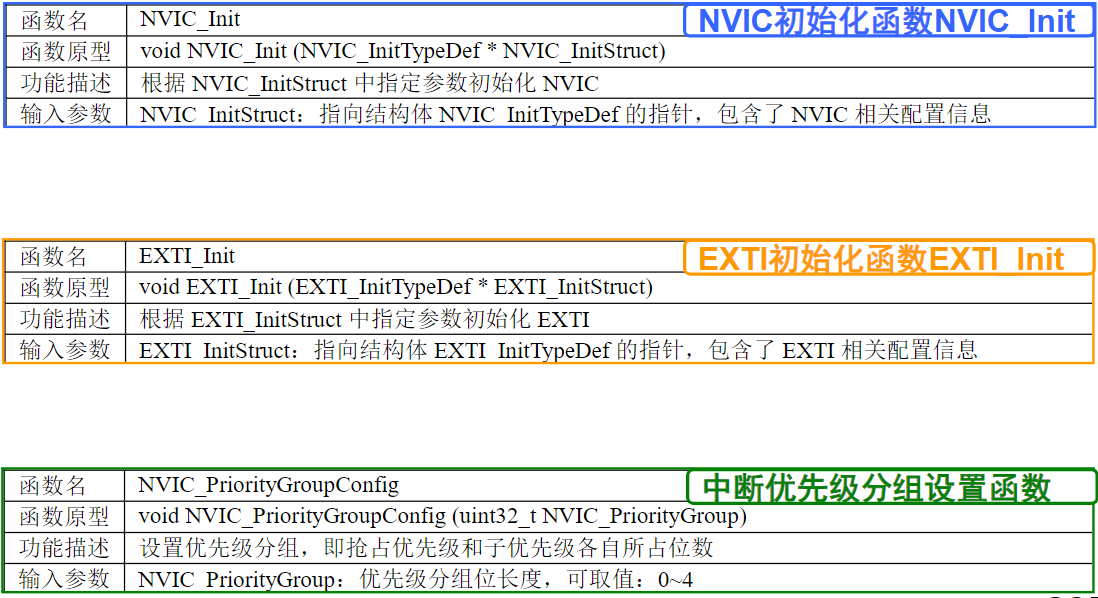 函数名 NVIC_Init NVIC初始化函数NVIC_Init
函数原型 void NVIC_Init (NVIC_InitTypeDef * NVIC_InitStruct)
功能描述 根据 NVIC_InitStruct 中指定参数初始化 NVIC
输入参数 NVIC_InitStruct：指向结构体 NVIC_InitTypeDef 的指针，包含了 NVIC 相关配置信息
函数名 EXTI_Init EXTI初始化函数EXTI_Init
函数原型 void EXTI_Init (EXTI_InitTypeDef * EXTI_InitStruct)
功能描述 根据 EXTI_InitStruct 中指定参数初始化 EXTI
输入参数 EXTI_InitStruct：指向结构体 EXTI_InitTypeDef 的指针，包含了 EXTI 相关配置信息
函数名 NVIC_PriorityGroupConfig 中断优先级分组设置函数
函数原型 void NVIC_PriorityGroupConfig (uint32_t NVIC_PriorityGroup)
功能描述 设置优先级分组，即抢占优先级和子优先级各自所占位数
输入参数 NVIC_PriorityGroup：优先级分组位长度，可取值：0~4